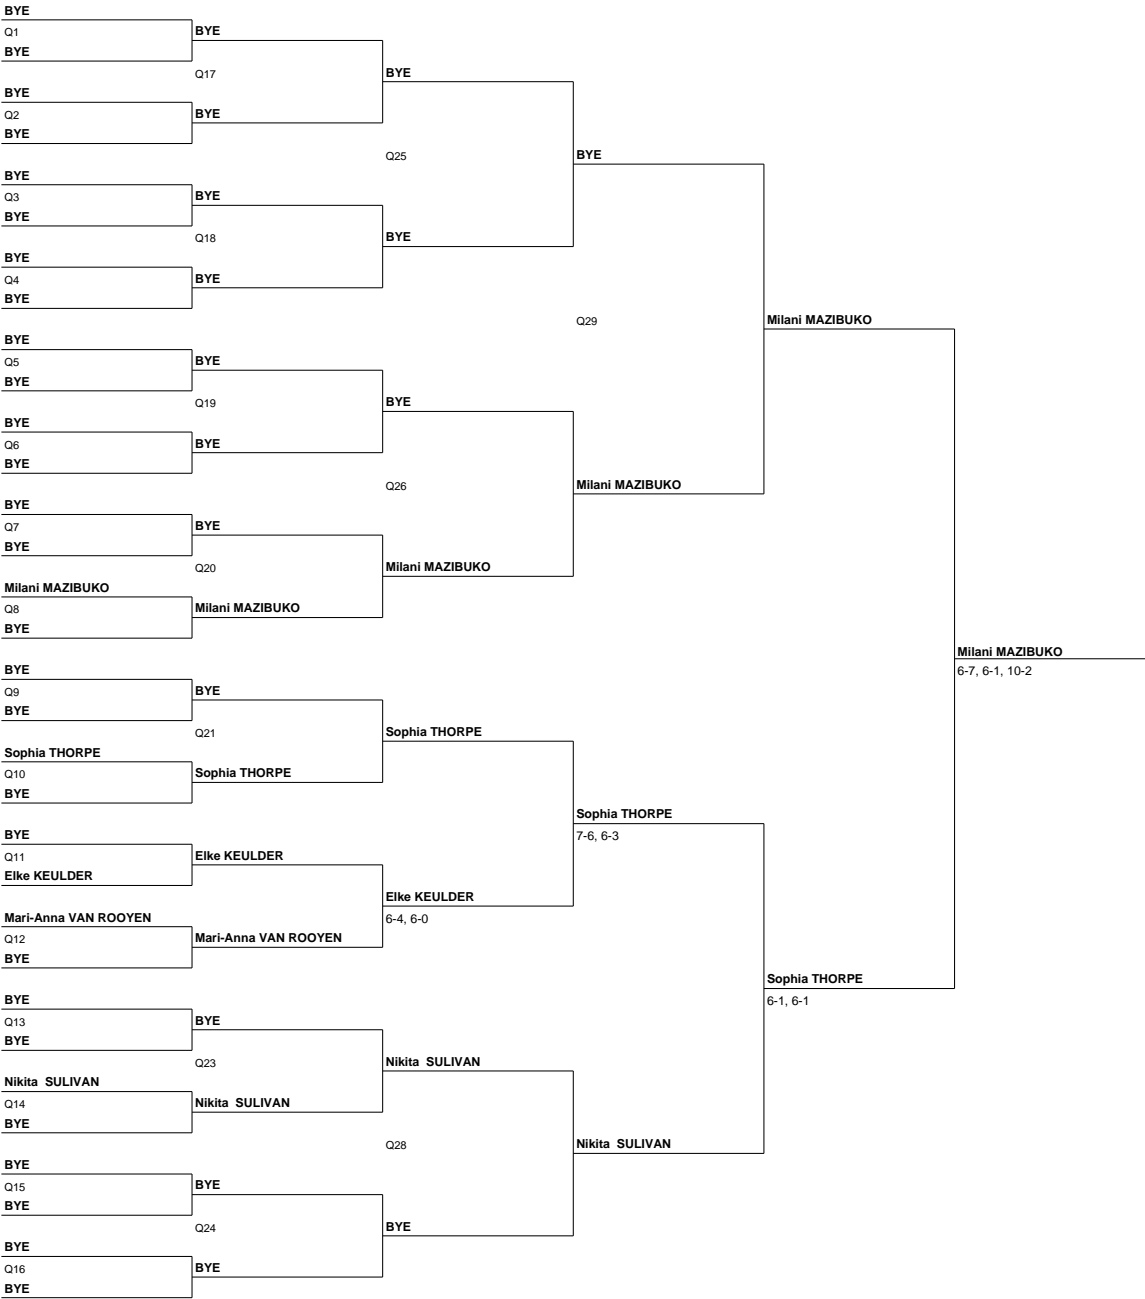 BYE
Q1
BYE
BYE
Q17
BYE
Q2
BYE
BYE
BYE
Q25
BYE
Q3
BYE
BYE
Q18
BYE
Q4
BYE
BYE
BYE
BYE
Q29
BYE
Q5
BYE
BYE
Q19
BYE
Q6
BYE
BYE
BYE
Q26
BYE
Q7
BYE
BYE
Q20
Milani MAZIBUKO
Q8
BYE
Milani MAZIBUKO
Milani MAZIBUKO
Milani MAZIBUKO
Milani MAZIBUKO
Milani MAZIBUKO
6-7, 6-1, 10-2
BYE
Q9
BYE
BYE
Q21
Sophia THORPE
Q10
BYE
Sophia THORPE
Sophia THORPE
Sophia THORPE
7-6, 6-3
BYE
Q11
Elke KEULDER
Elke KEULDER
Mari-Anna VAN ROOYEN
Q12
BYE
Mari-Anna VAN ROOYEN
Elke KEULDER
6-4, 6-0
Sophia THORPE
6-1, 6-1
BYE
Q13
BYE
BYE
Q23
Nikita SULIVAN
Q14
BYE
Nikita SULIVAN
Nikita SULIVAN
Q28
Nikita SULIVAN
BYE
Q15
BYE
BYE
Q24
BYE
Q16
BYE
BYE
BYE